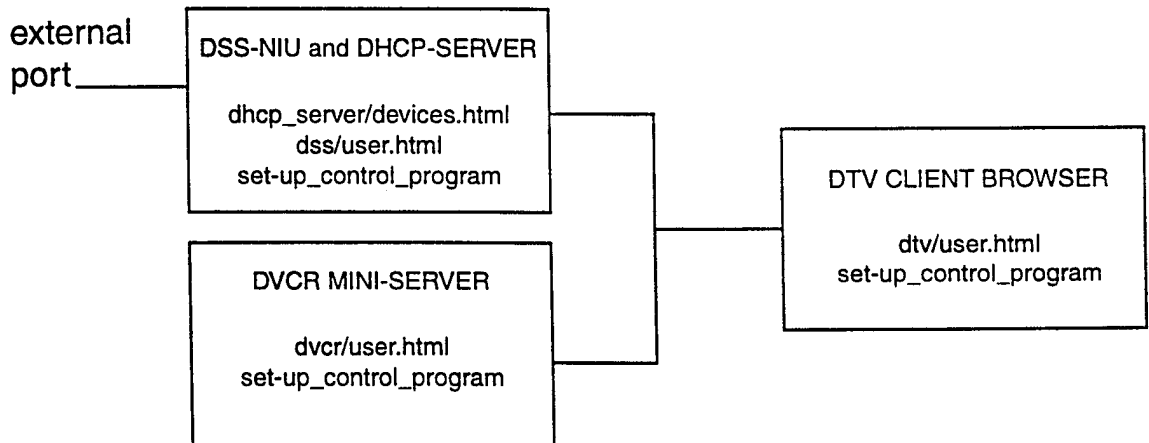 external
port
DSS-NIU and DHCP-SERVER
dhcp_server/devices.html
dss/user.html
set-up_control_program
DVCR MINI-SERVER
dvcr/user.html
set-up_control_program
DTV CLIENT BROWSER
dtv/user.html
set-up_control_program